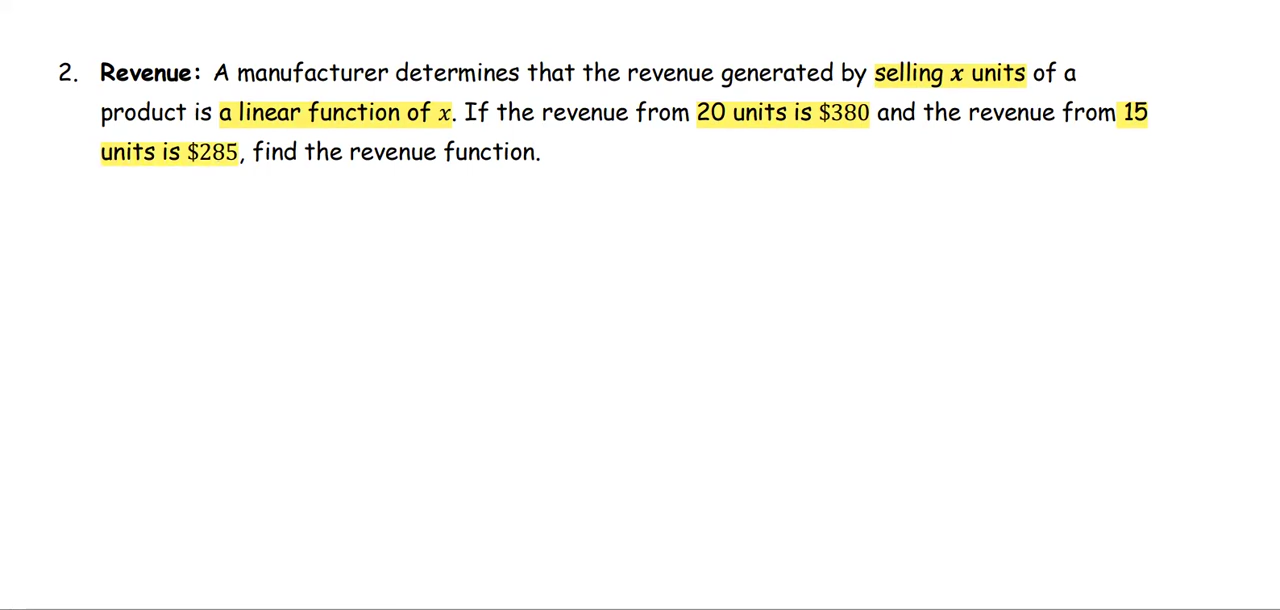 2. Revenue: A manufacturer determines that the revenue generated by selling x units of a
product is a linear function of x. If the revenue from 20 units is $380 and the revenue from 15
units is $285, find the revenue function.